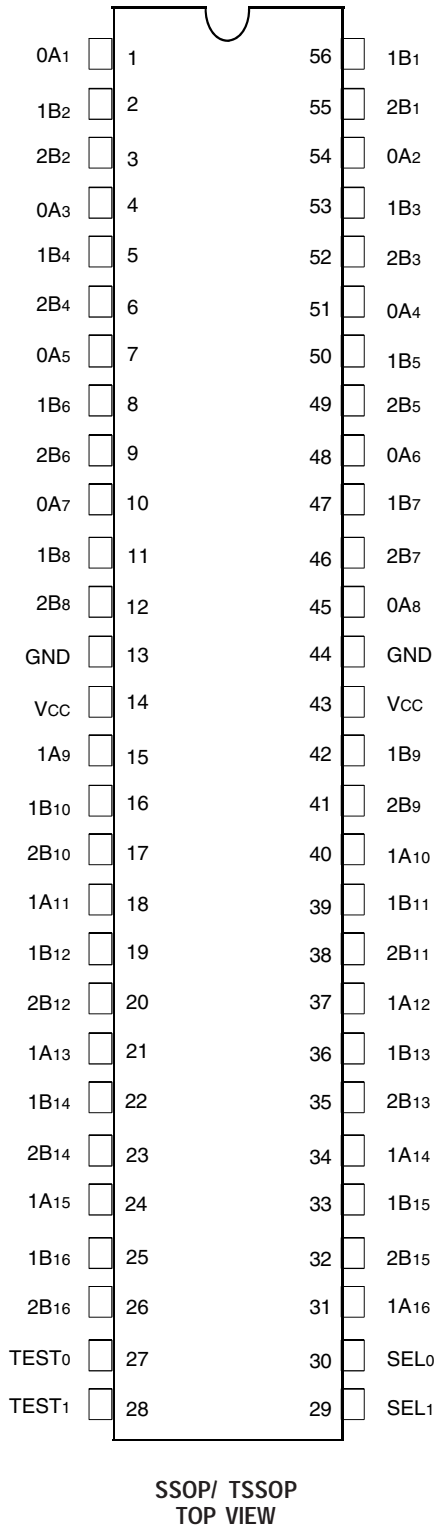 0A1 1 56 1B1
1B2 2 55 2B1
2B2 3 54 0A2
0A3 4 53 1B3
1B4 5 52 2B3
2B4 6 51 0A4
0A5 7 50 1B5
1B6 8 49 2B5
2B6 9 48 0A6
0A7 10 47 1B7
1B8 11 46 2B7
2B8 12 45 0A8
GND 13 44 GND
VCC 14 43 VCC
1A9 15 42 1B9
1B10 16 41 2B9
2B10 17 40 1A10
1A11 18 39 1B11
1B12 19 38 2B11
2B12 20 37 1A12
1A13 21 36 1B13
1B14 22 35 2B13
2B14 23 34 1A14
1A15 24 33 1B15
1B16 25 32 2B15
2B16 26 31 1A16
TEST0 27 30 SEL0
TEST1 28 29 SEL1
SSOP/ TSSOP
TOP VIEW